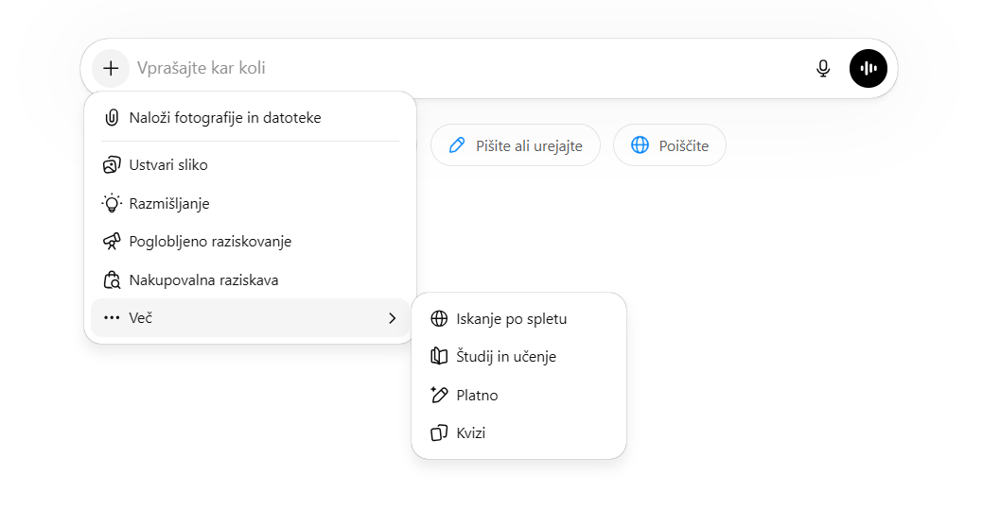 Vprašajte kar koli
Naloži fotografije in datoteke
Pišite ali urejajte
Poiščite
Ustvari sliko
Razmišljanje
Poglobljeno raziskovanje
Nakupovalna raziskava
Več
Iskanje po spletu
Študij in učenje
Platno
Kvizi